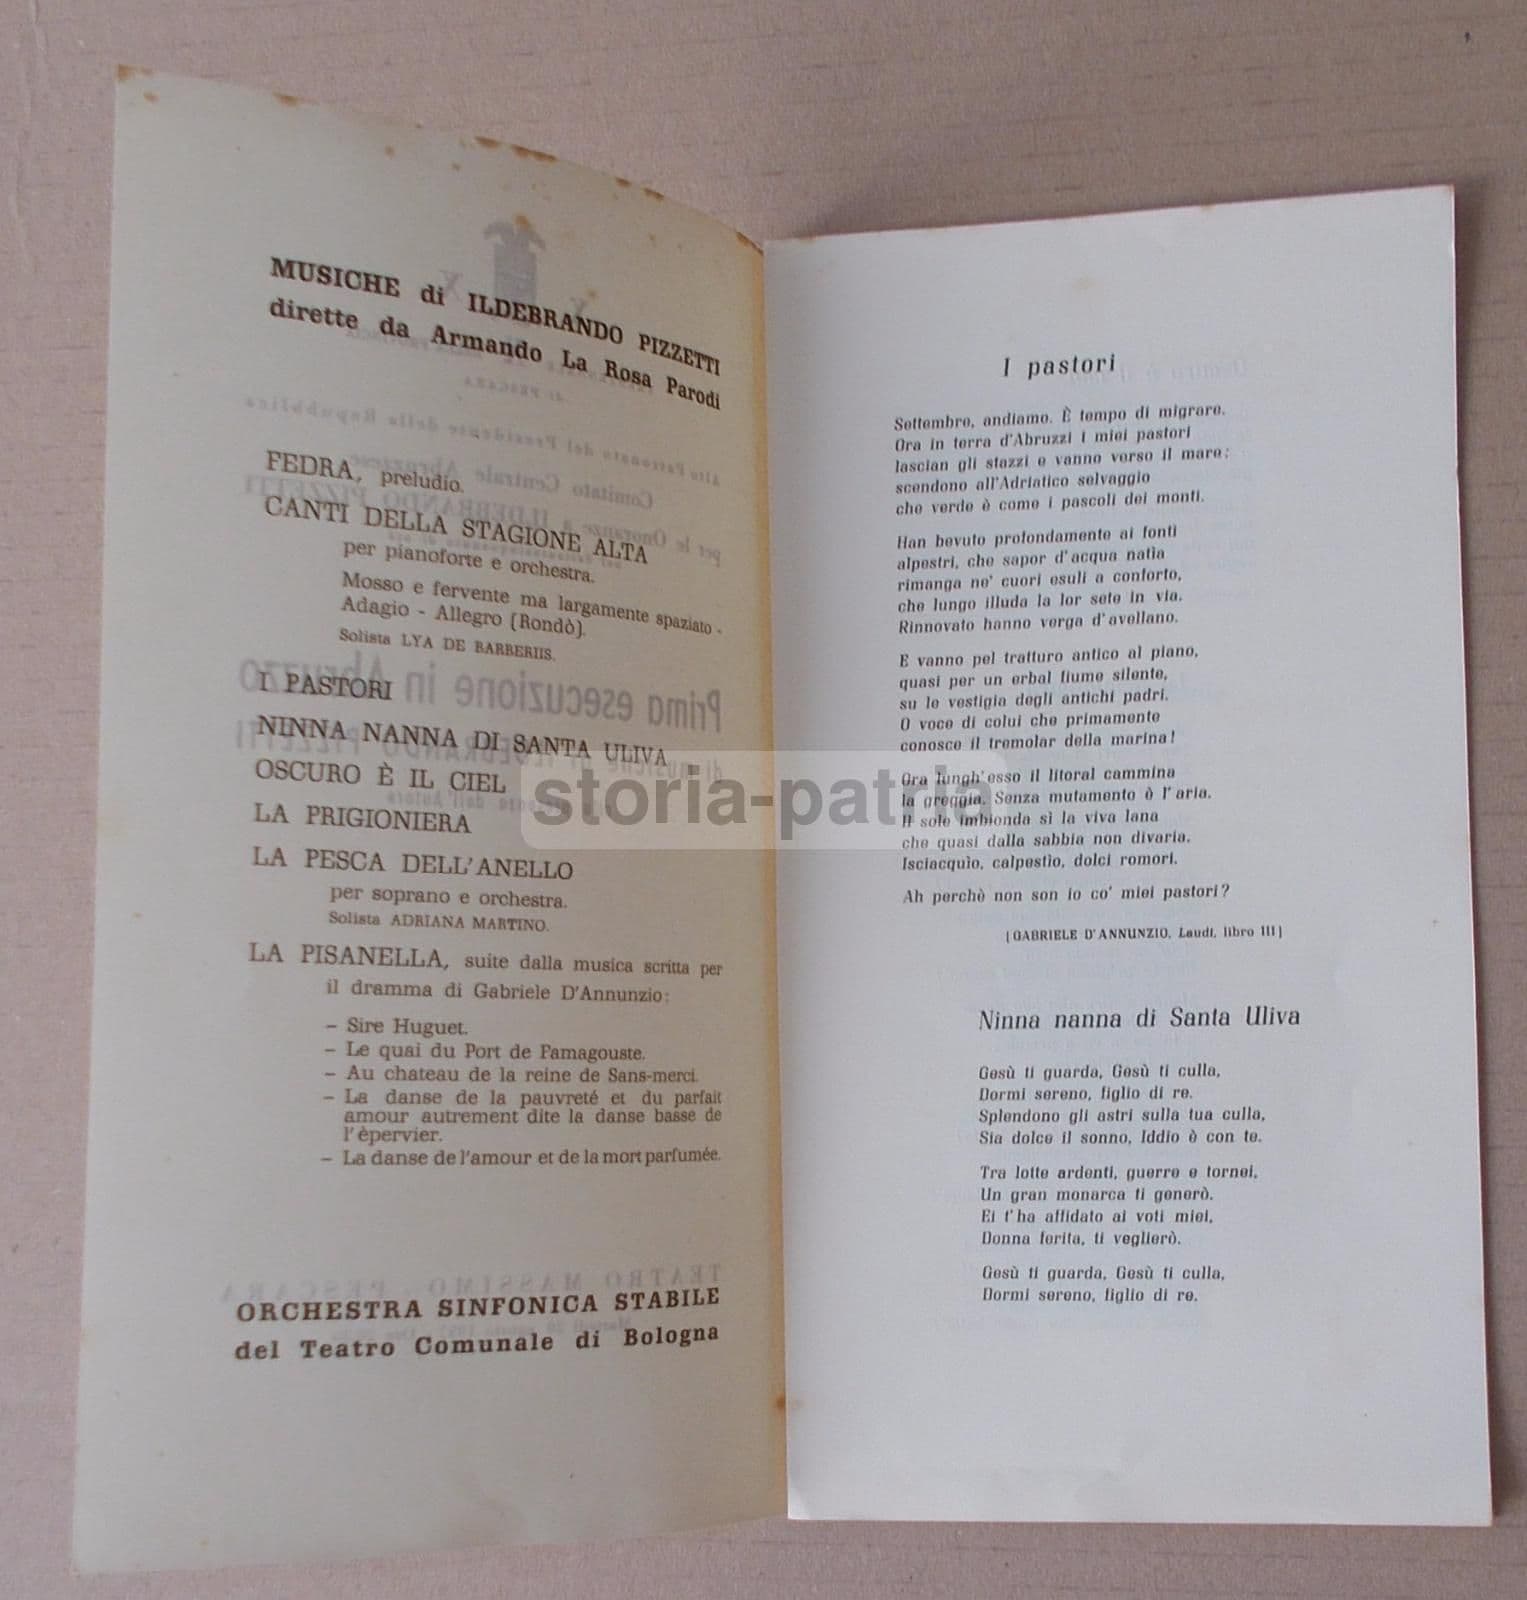 MUSICHE di ILDEBRANDO PIZZETTI
dirette da Armando La Rosa Parodi
FEDRA, preludio.
CANTI DELLA STAGIONE ALTA
per pianoforte e orchestra.
Mosso e fervente ma largamente spaziato -
Adagio - Allegro (Rondò).
Solista LYA DE BARBERIIS.
I PASTORI
NINNA NANNA DI SANTA ULIVA
OSCURO È IL CIEL
LA PRIGIONIERA
LA PESCA DELL'ANELLO
per soprano e orchestra.
Solista ADRIANA MARTINO.
LA PISANELLA, suite dalla musica scritta per
il dramma di Gabriele D'Annunzio:
- Sire Huguet.
- Le quai du Port de Famagouste.
- Au chateau de la reine de Sans-merci.
- La danse de la pauvreté et du parfait
amour autrement dite la danse basse de
l'èpervier.
- La danse de l'amour et de la mort parfumée.
ORCHESTRA SINFONICA STABILE
del Teatro Comunale di Bologna
storia-patria
I pastori
Settembre, andiamo. È tempo di migrare.
Ora in terra d'Abruzzi i miei pastori
lascian gli stazzi e vanno verso il mare:
scendono all'Adriatico selvaggio
che verde è come i pascoli dei monti.
Han bevuto profondamente ai fonti
alpestri, che sapor d'acqua natìa
rimanga ne' cuori esuli a conforto,
che lungo illuda la lor sete in via.
Rinnovato hanno verga d'avellano.
E vanno pel tratturo antico al piano,
quasi per un erbal fiume silente,
su le vestigia degli antichi padri.
O voce di colui che primamente
conosce il tremolar della marina!
Ora lungh'esso il litoral cammina
la greggia. Senza mutamento è l'aria.
Il sole imbionda sì la viva lana
che quasi dalla sabbia non divaria.
Isciacquìo, calpestìo, dolci romori.
Ah perchè non son io co' miei pastori?
(GABRIELE D'ANNUNZIO, Laudi, libro III)
Ninna nanna di Santa Uliva
Gesù ti guarda, Gesù ti culla,
Dormi sereno, figlio di re.
Splendono gli astri sulla tua culla,
Sia dolce il sonno, Iddio è con te.
Tra lotte ardenti, guerre e tornei,
Un gran monarca ti generò.
Ei t'ha affidato ai voti miei,
Donna ferita, ti veglierò.
Gesù ti guarda, Gesù ti culla,
Dormi sereno, figlio di re.